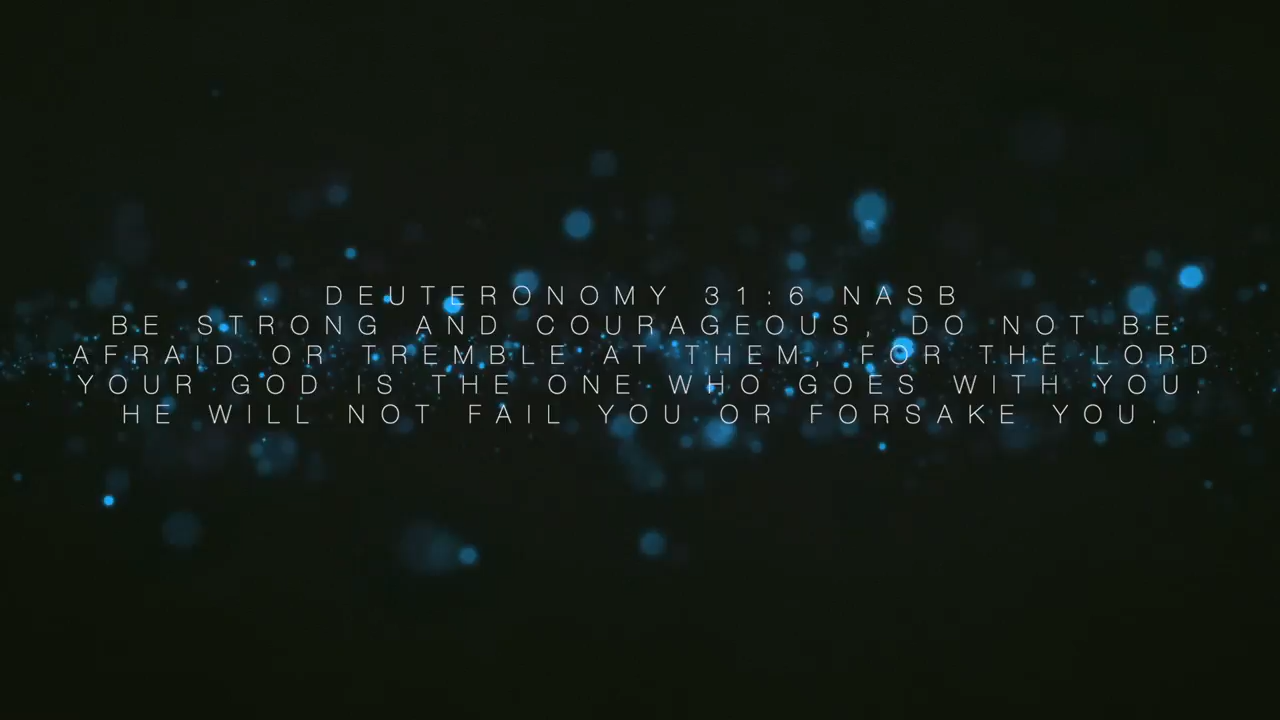 DEUTERONOMY 31:6 NASB
BE STRONG AND COURAGEOUS, DO NOT BE
AFRAID OR TREMBLE AT THEM, FOR THE LORD
YOUR GOD IS THE ONE WHO GOES WITH YOU.
HE WILL NOT FAIL YOU OR FORSAKE YOU.